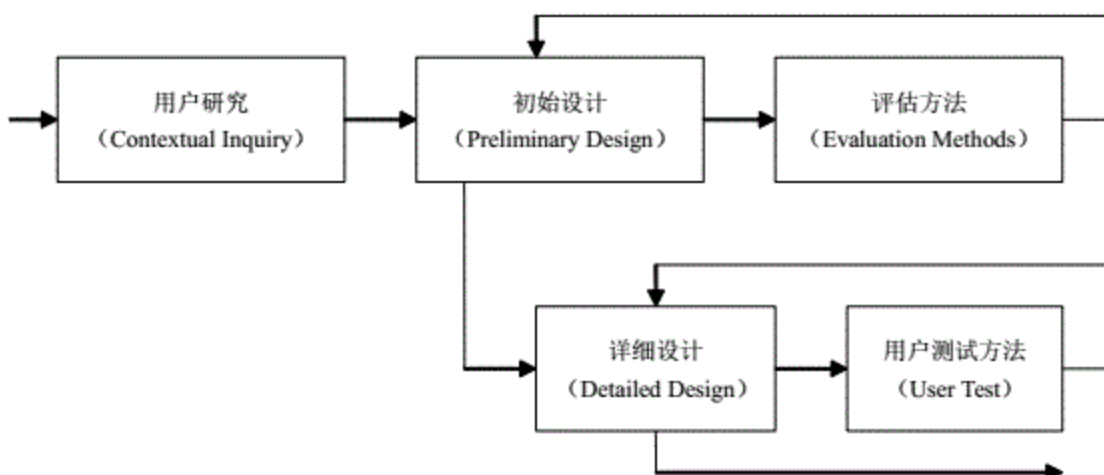 用户研究
（Contextual Inquiry）
初始设计
（Preliminary Design）
评估方法
（Evaluation Methods）
详细设计
（Detailed Design）
用户测试方法
（User Test）